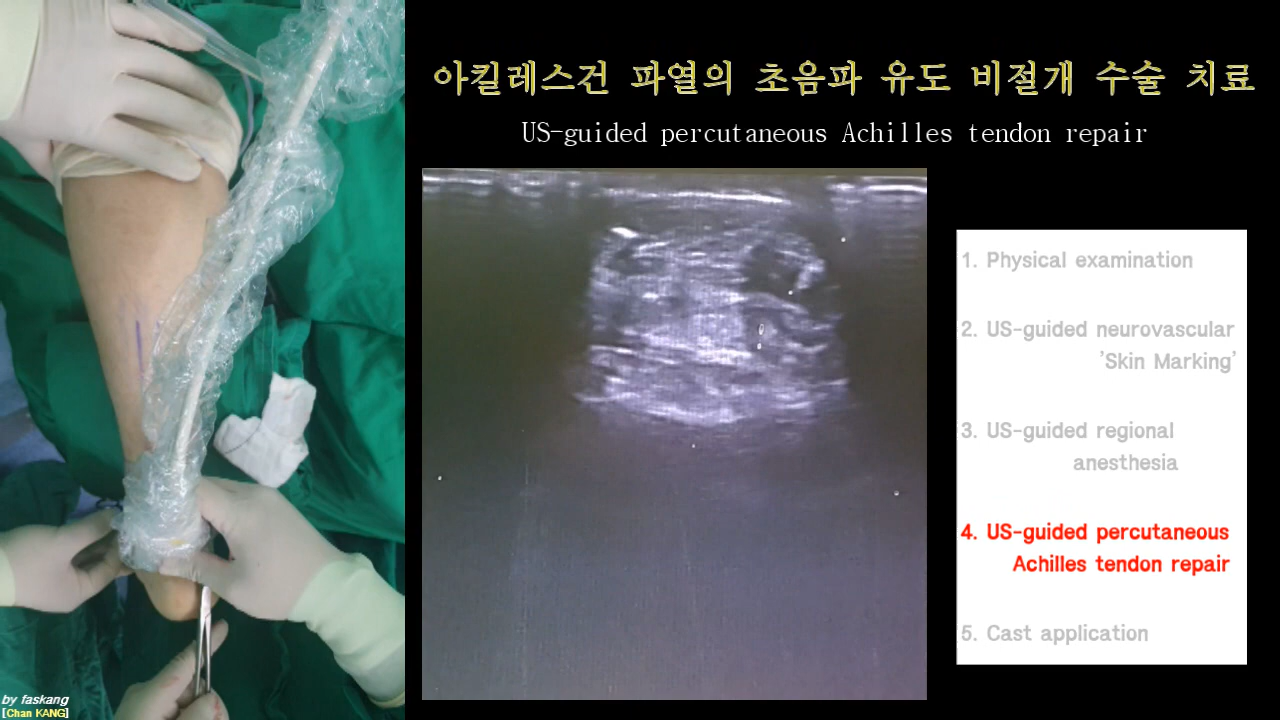 아킬레스건 파열의 초음파 유도 비절개 수술 치료
US-guided percutaneous Achilles tendon repair
1. Physical examination
2. US-guided neurovascular
'Skin Marking'
3. US-guided regional
anesthesia
4. US-guided percutaneous
Achilles tendon repair
5. Cast application
by faskang
[Chan KANG]